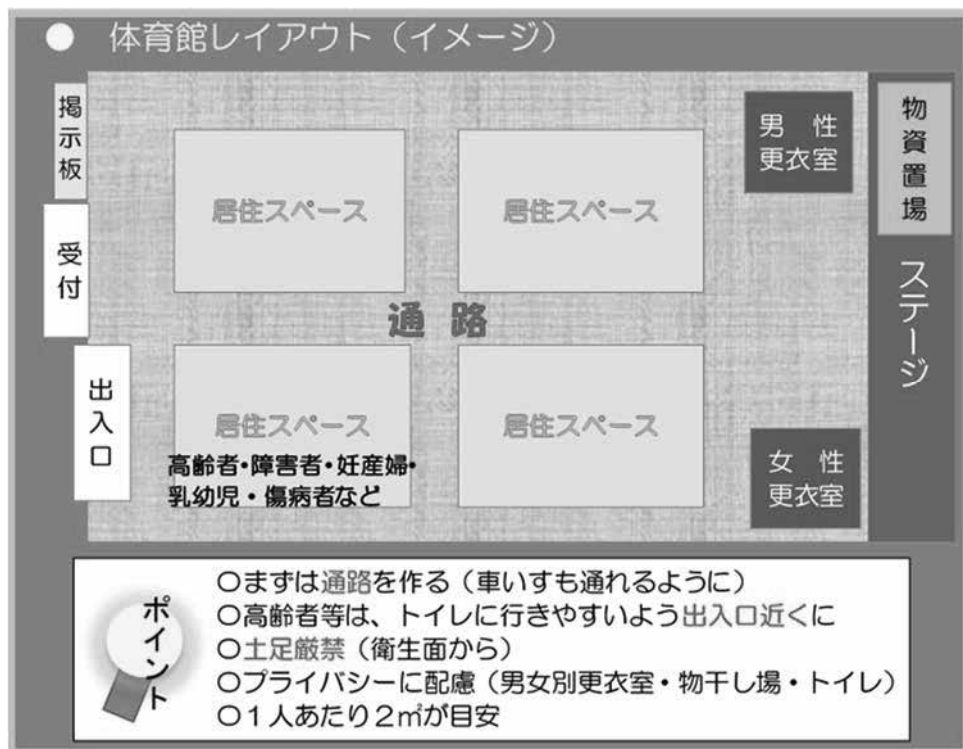 ● 体育館レイアウト（イメージ）
掲示板
受付
出入口
居住スペース
居住スペース
通路
居住スペース
高齢者・障害者・妊産婦・
乳幼児・傷病者など
居住スペース
男性
更衣室
女性
更衣室
物資置場
ステージ
ポイント
○まずは通路を作る（車いすも通れるように）
○高齢者等は、トイレに行きやすいよう出入口近くに
○土足厳禁（衛生面から）
○プライバシーに配慮（男女別更衣室・物干し場・トイレ）
○１人あたり２㎡が目安